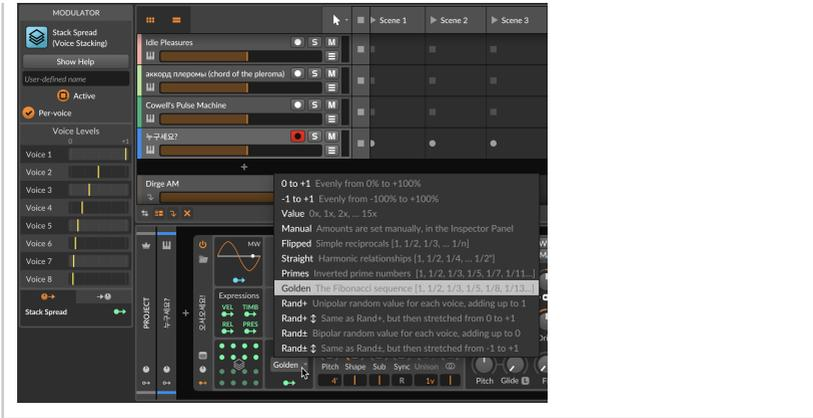 MODULATOR
Stack Spread
(Voice Stacking)
Show Help
User-defined name
Active
Per-voice
Voice Levels
0 +1
Voice 1
Voice 2
Voice 3
Voice 4
Voice 5
Voice 6
Voice 7
Voice 8
Stack Spread
Scene 1 Scene 2 Scene 3
Idle Pleasures S M
аккорд плеромы (chord of the pleroma) S M
Cowell's Pulse Machine S M
누구세요? S M
+
Dirge AM
0 to +1 Evenly from 0% to +100%
-1 to +1 Evenly from -100% to +100%
Value 0x, 1x, 2x, ... 15x
Manual Amounts are set manually, in the Inspector Panel
Flipped Simple reciprocals [1, 1/2, 1/3, ... 1/n]
Straight Harmonic relationships [1, 1/2, 1/4, ... 1/2ⁿ]
Primes Inverted prime numbers [1, 1/2, 1/3, 1/5, 1/7, 1/11...]
Golden The Fibonacci sequence [1, 1/2, 1/3, 1/5, 1/8, 1/13...]
Rand+ Unipolar random value for each voice, adding up to 1
Rand+ ↕ Same as Rand+, but then stretched from 0 to +1
Rand± Bipolar random value for each voice, adding up to 0
Rand± ↕ Same as Rand±, but then stretched from -1 to +1
PROJECT
누구세요?
+
오서오세요!
MW
Expressions
VEL TIMB
REL PRES
Golden
Pitch Shape Sub Sync Unison
4' R 1v
Pitch Glide L